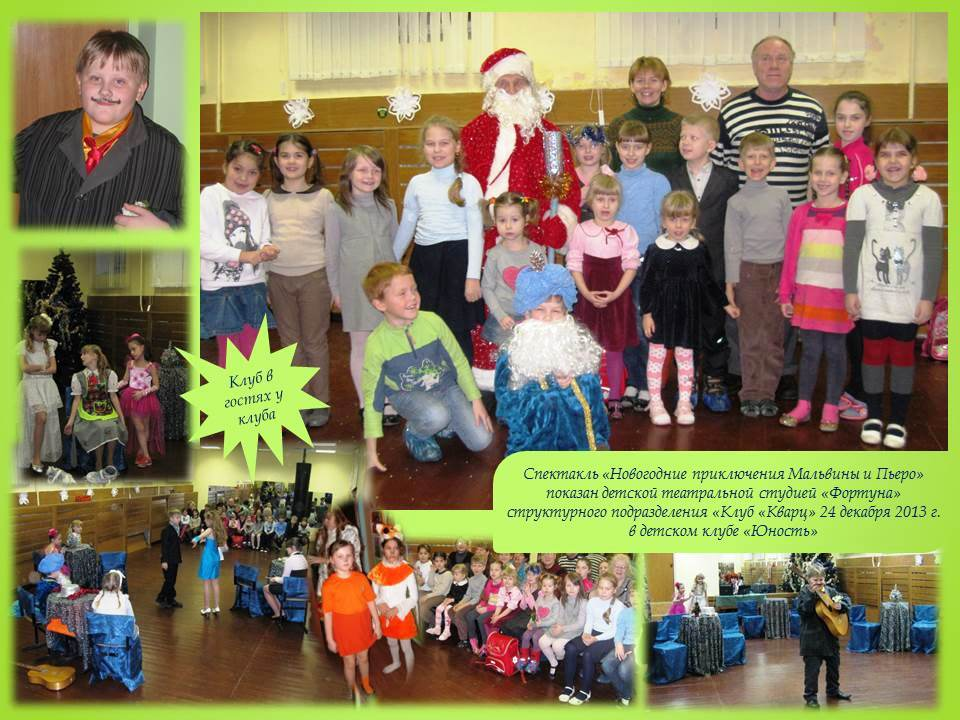 Клуб в
гостях у
клуба
Спектакль «Новогодние приключения Мальвины и Пьеро»
показан детской театральной студией «Фортуна»
структурного подразделения «Клуб «Кварц» 24 декабря 2013 г.
в детском клубе «Юность»